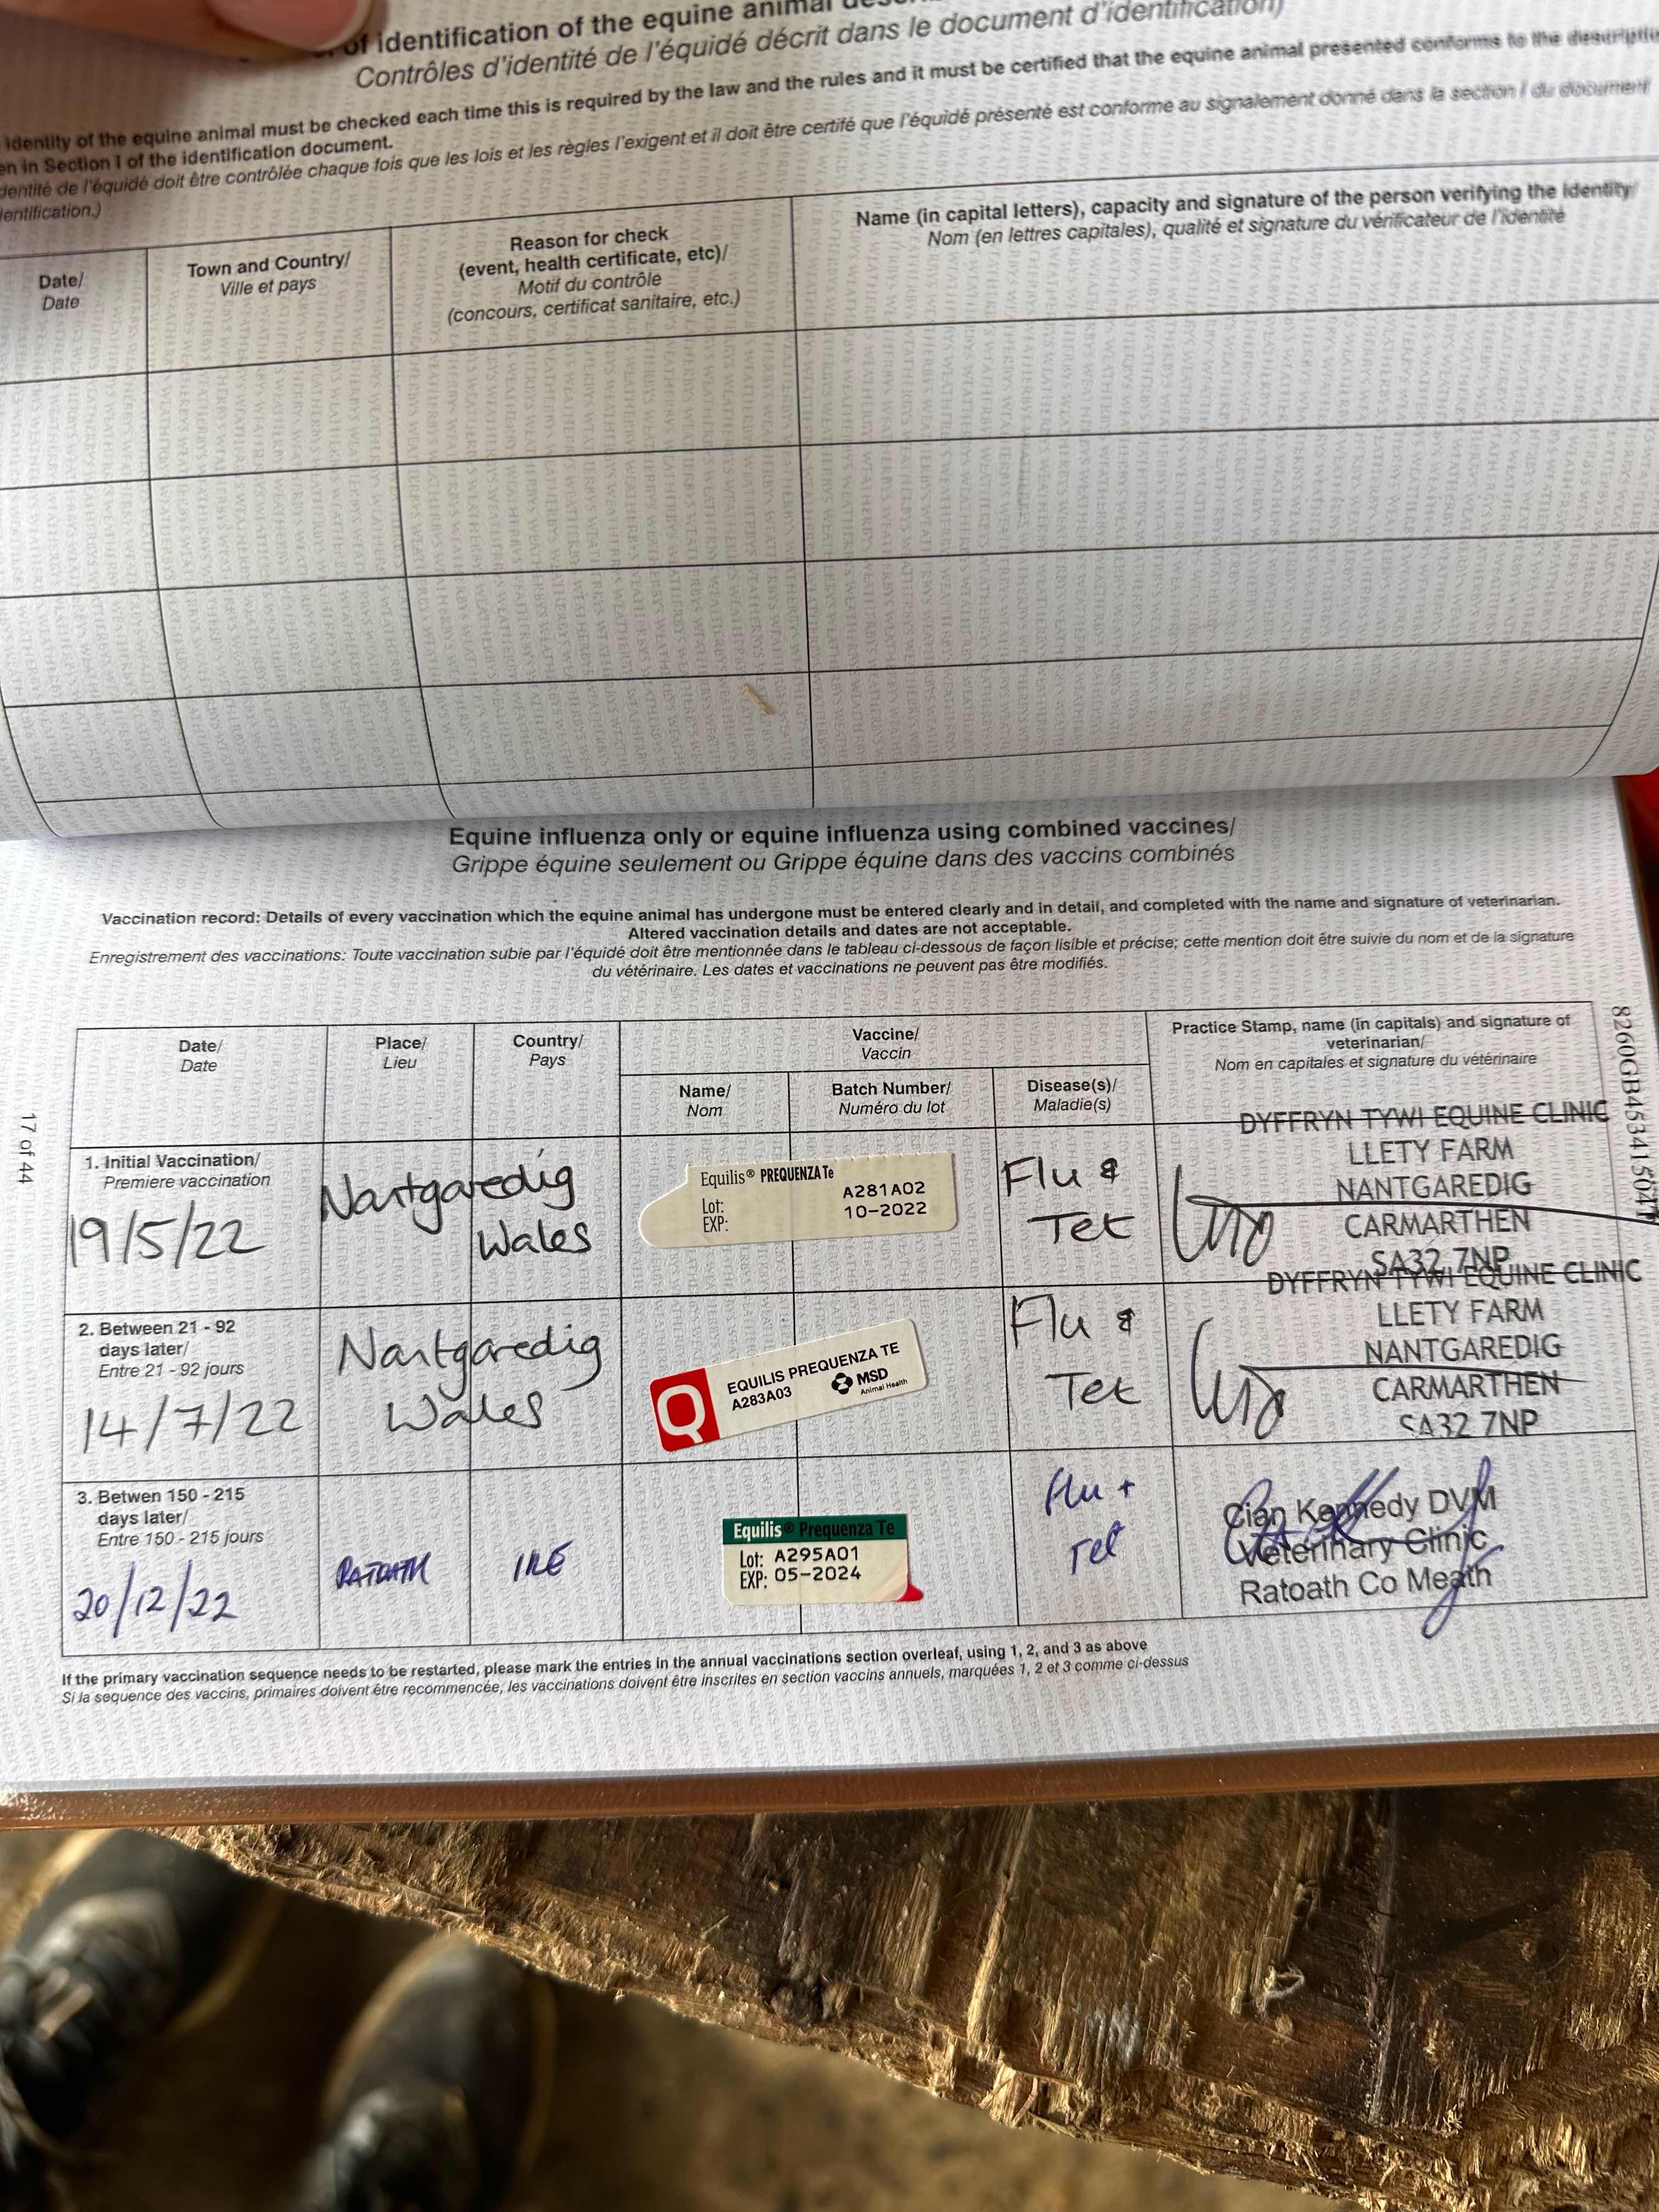 of identification of the equine animal
Contrôles d'identité de l'équidé décrit dans le document d'identification)
identity of the equine animal must be checked each time this is required by the law and the rules and it must be certified that the equine animal presented conforms to the description
en in Section I of the identification document.
dentité de l'équidé doit être contrôlée chaque fois que les lois et les règles l'exigent et il doit être certifé que l'équidé présenté est conforme au signalement donné dans la section I du document
entification.)
Date/
Date
Town and Country/
Ville et pays
Reason for check
(event, health certificate, etc)/
Motif du contrôle
(concours, certificat sanitaire, etc.)
Name (in capital letters), capacity and signature of the person verifying the identity/
Nom (en lettres capitales), qualité et signature du vérificateur de l'identité
Equine influenza only or equine influenza using combined vaccines/
Grippe équine seulement ou Grippe équine dans des vaccins combinés
Vaccination record: Details of every vaccination which the equine animal has undergone must be entered clearly and in detail, and completed with the name and signature of veterinarian.
Altered vaccination details and dates are not acceptable.
Enregistrement des vaccinations: Toute vaccination subie par l'équidé doit être mentionnée dans le tableau ci-dessous de façon lisible et précise; cette mention doit être suivie du nom et de la signature
du vétérinaire. Les dates et vaccinations ne peuvent pas être modifiés.
Date/
Date
Place/
Lieu
Country/
Pays
Vaccine/
Vaccin
Name/
Nom
Batch Number/
Numéro du lot
Disease(s)/
Maladie(s)
Practice Stamp, name (in capitals) and signature of
veterinarian/
Nom en capitales et signature du vétérinaire
1. Initial Vaccination/
Premiere vaccination
19/5/22
Nantgaredig
Wales
Equilis® PREQUENZA Te
Lot: A281A02
EXP: 10-2022
Flu &
Tet
DYFFRYN TYWI EQUINE CLINIC
LLETY FARM
NANTGAREDIG
CARMARTHEN
SA32 7NP
2. Between 21 - 92
days later/
Entre 21 - 92 jours
14/7/22
Nantgaredig
Wales
EQUILIS PREQUENZA TE
A283A03
MSD
Animal Health
Flu &
Tet
DYFFRYN TYWI EQUINE CLINIC
LLETY FARM
NANTGAREDIG
CARMARTHEN
SA32 7NP
3. Betwen 150 - 215
days later/
Entre 150 - 215 jours
20/12/22
RATOATH
IRE
Equilis® Prequenza Te
Lot: A295A01
EXP: 05-2024
Flu +
Tet
Cian Kennedy DVM
Veterinary Clinic
Ratoath Co Meath
If the primary vaccination sequence needs to be restarted, please mark the entries in the annual vaccinations section overleaf, using 1, 2, and 3 as above
Si la sequence des vaccins, primaires doivent être recommencée, les vaccinations doivent être inscrites en section vaccins annuels, marquées 1, 2 et 3 comme ci-dessus
17 of 44